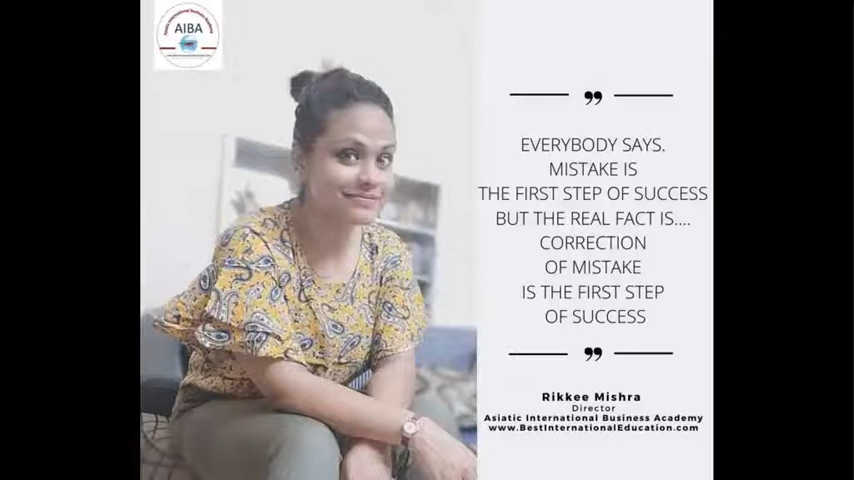 AIBA
EVERYBODY SAYS.
MISTAKE IS
THE FIRST STEP OF SUCCESS
BUT THE REAL FACT IS....
CORRECTION
OF MISTAKE
IS THE FIRST STEP
OF SUCCESS
Rikkee Mishra
Director
Asiatic International Business Academy
www.BestInternationalEducation.com